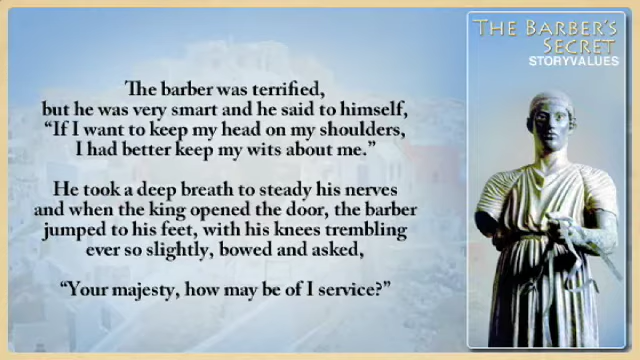 The barber was terrified,
but he was very smart and he said to himself,
“If I want to keep my head on my shoulders,
I had better keep my wits about me.”
He took a deep breath to steady his nerves
and when the king opened the door, the barber
jumped to his feet, with his knees trembling
ever so slightly, bowed and asked,
“Your majesty, how may be of I service?”
The Barber's
Secret
STORYVALUES